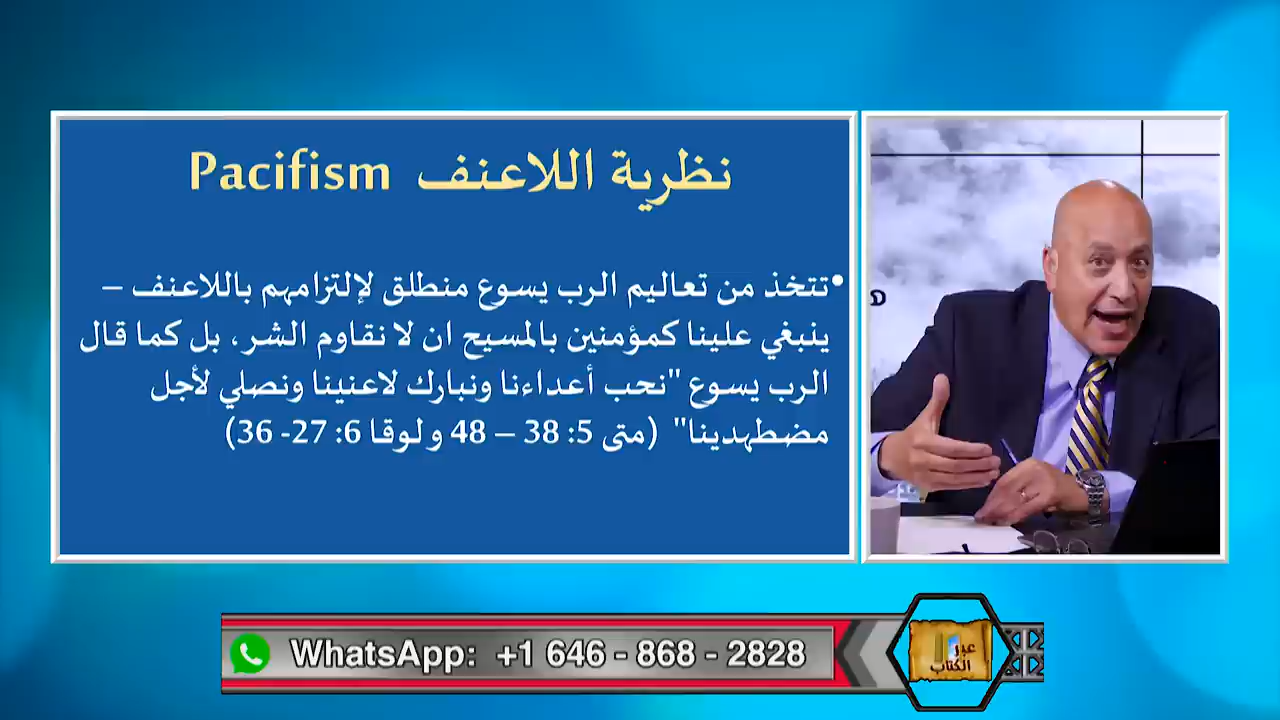 نظرية اللاعنف Pacifism
•تتخذ من تعاليم الرب يسوع منطلق لإلتزامهم باللاعنف –
ينبغي علينا كمؤمنين بالمسيح ان لا نقاوم الشر، بل كما قال
الرب يسوع "نحب أعداءنا ونبارك لاعنينا ونصلي لأجل
مضطهدينا" (متى 5: 38 – 48 و لوقا 6: 27- 36)
WhatsApp: +1 646 - 868 - 2828
عبر
الكتاب